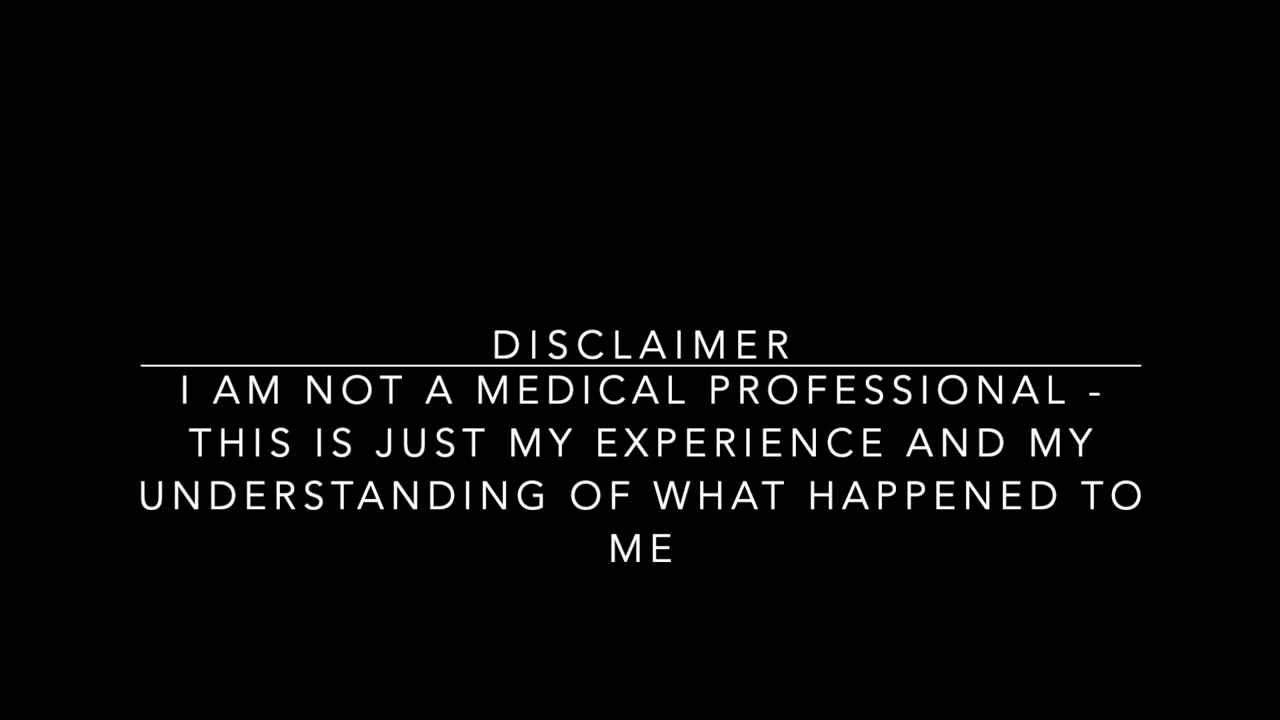 DISCLAIMER
I AM NOT A MEDICAL PROFESSIONAL -
THIS IS JUST MY EXPERIENCE AND MY
UNDERSTANDING OF WHAT HAPPENED TO
ME